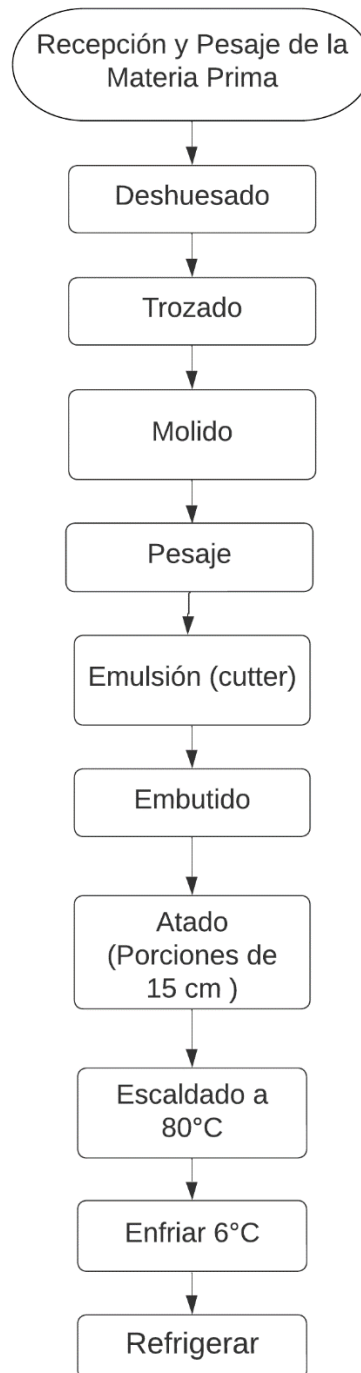 Recepción y Pesaje de la
Materia Prima
Deshuesado
Trozado
Molido
Pesaje
Emulsión (cutter)
Embutido
Atado
(Porciones de
15 cm )
Escaldado a
80°C
Enfriar 6°C
Refrigerar